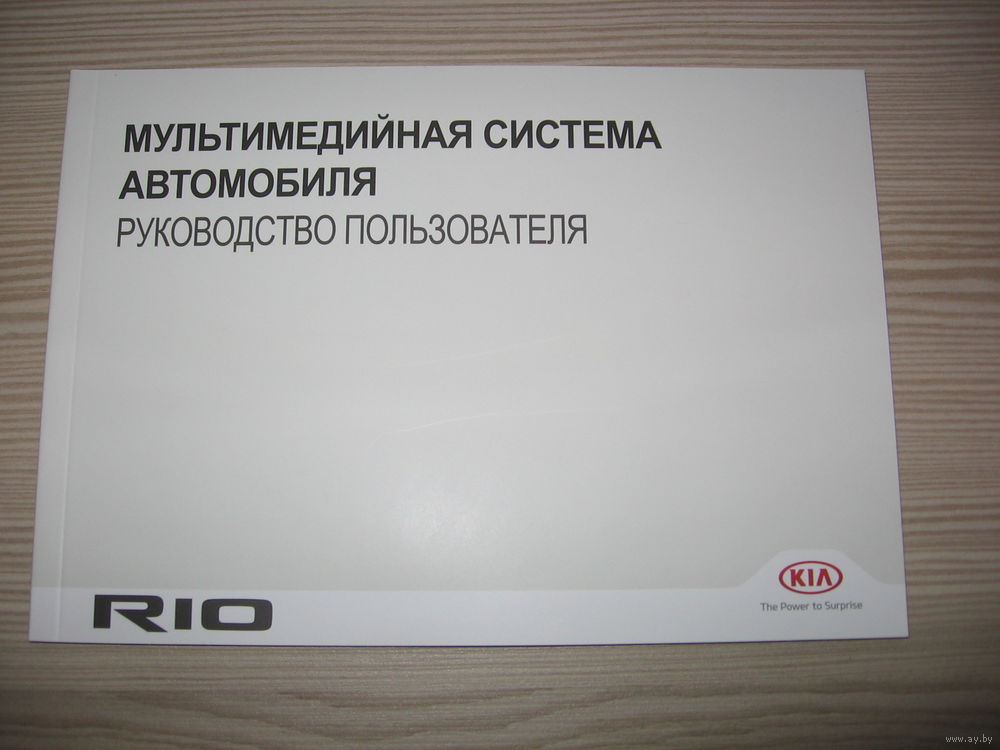 МУЛЬТИМЕДИЙНАЯ СИСТЕМА
АВТОМОБИЛЯ
РУКОВОДСТВО ПОЛЬЗОВАТЕЛЯ
RIO
KIA
The Power to Surprise
www.ay.by